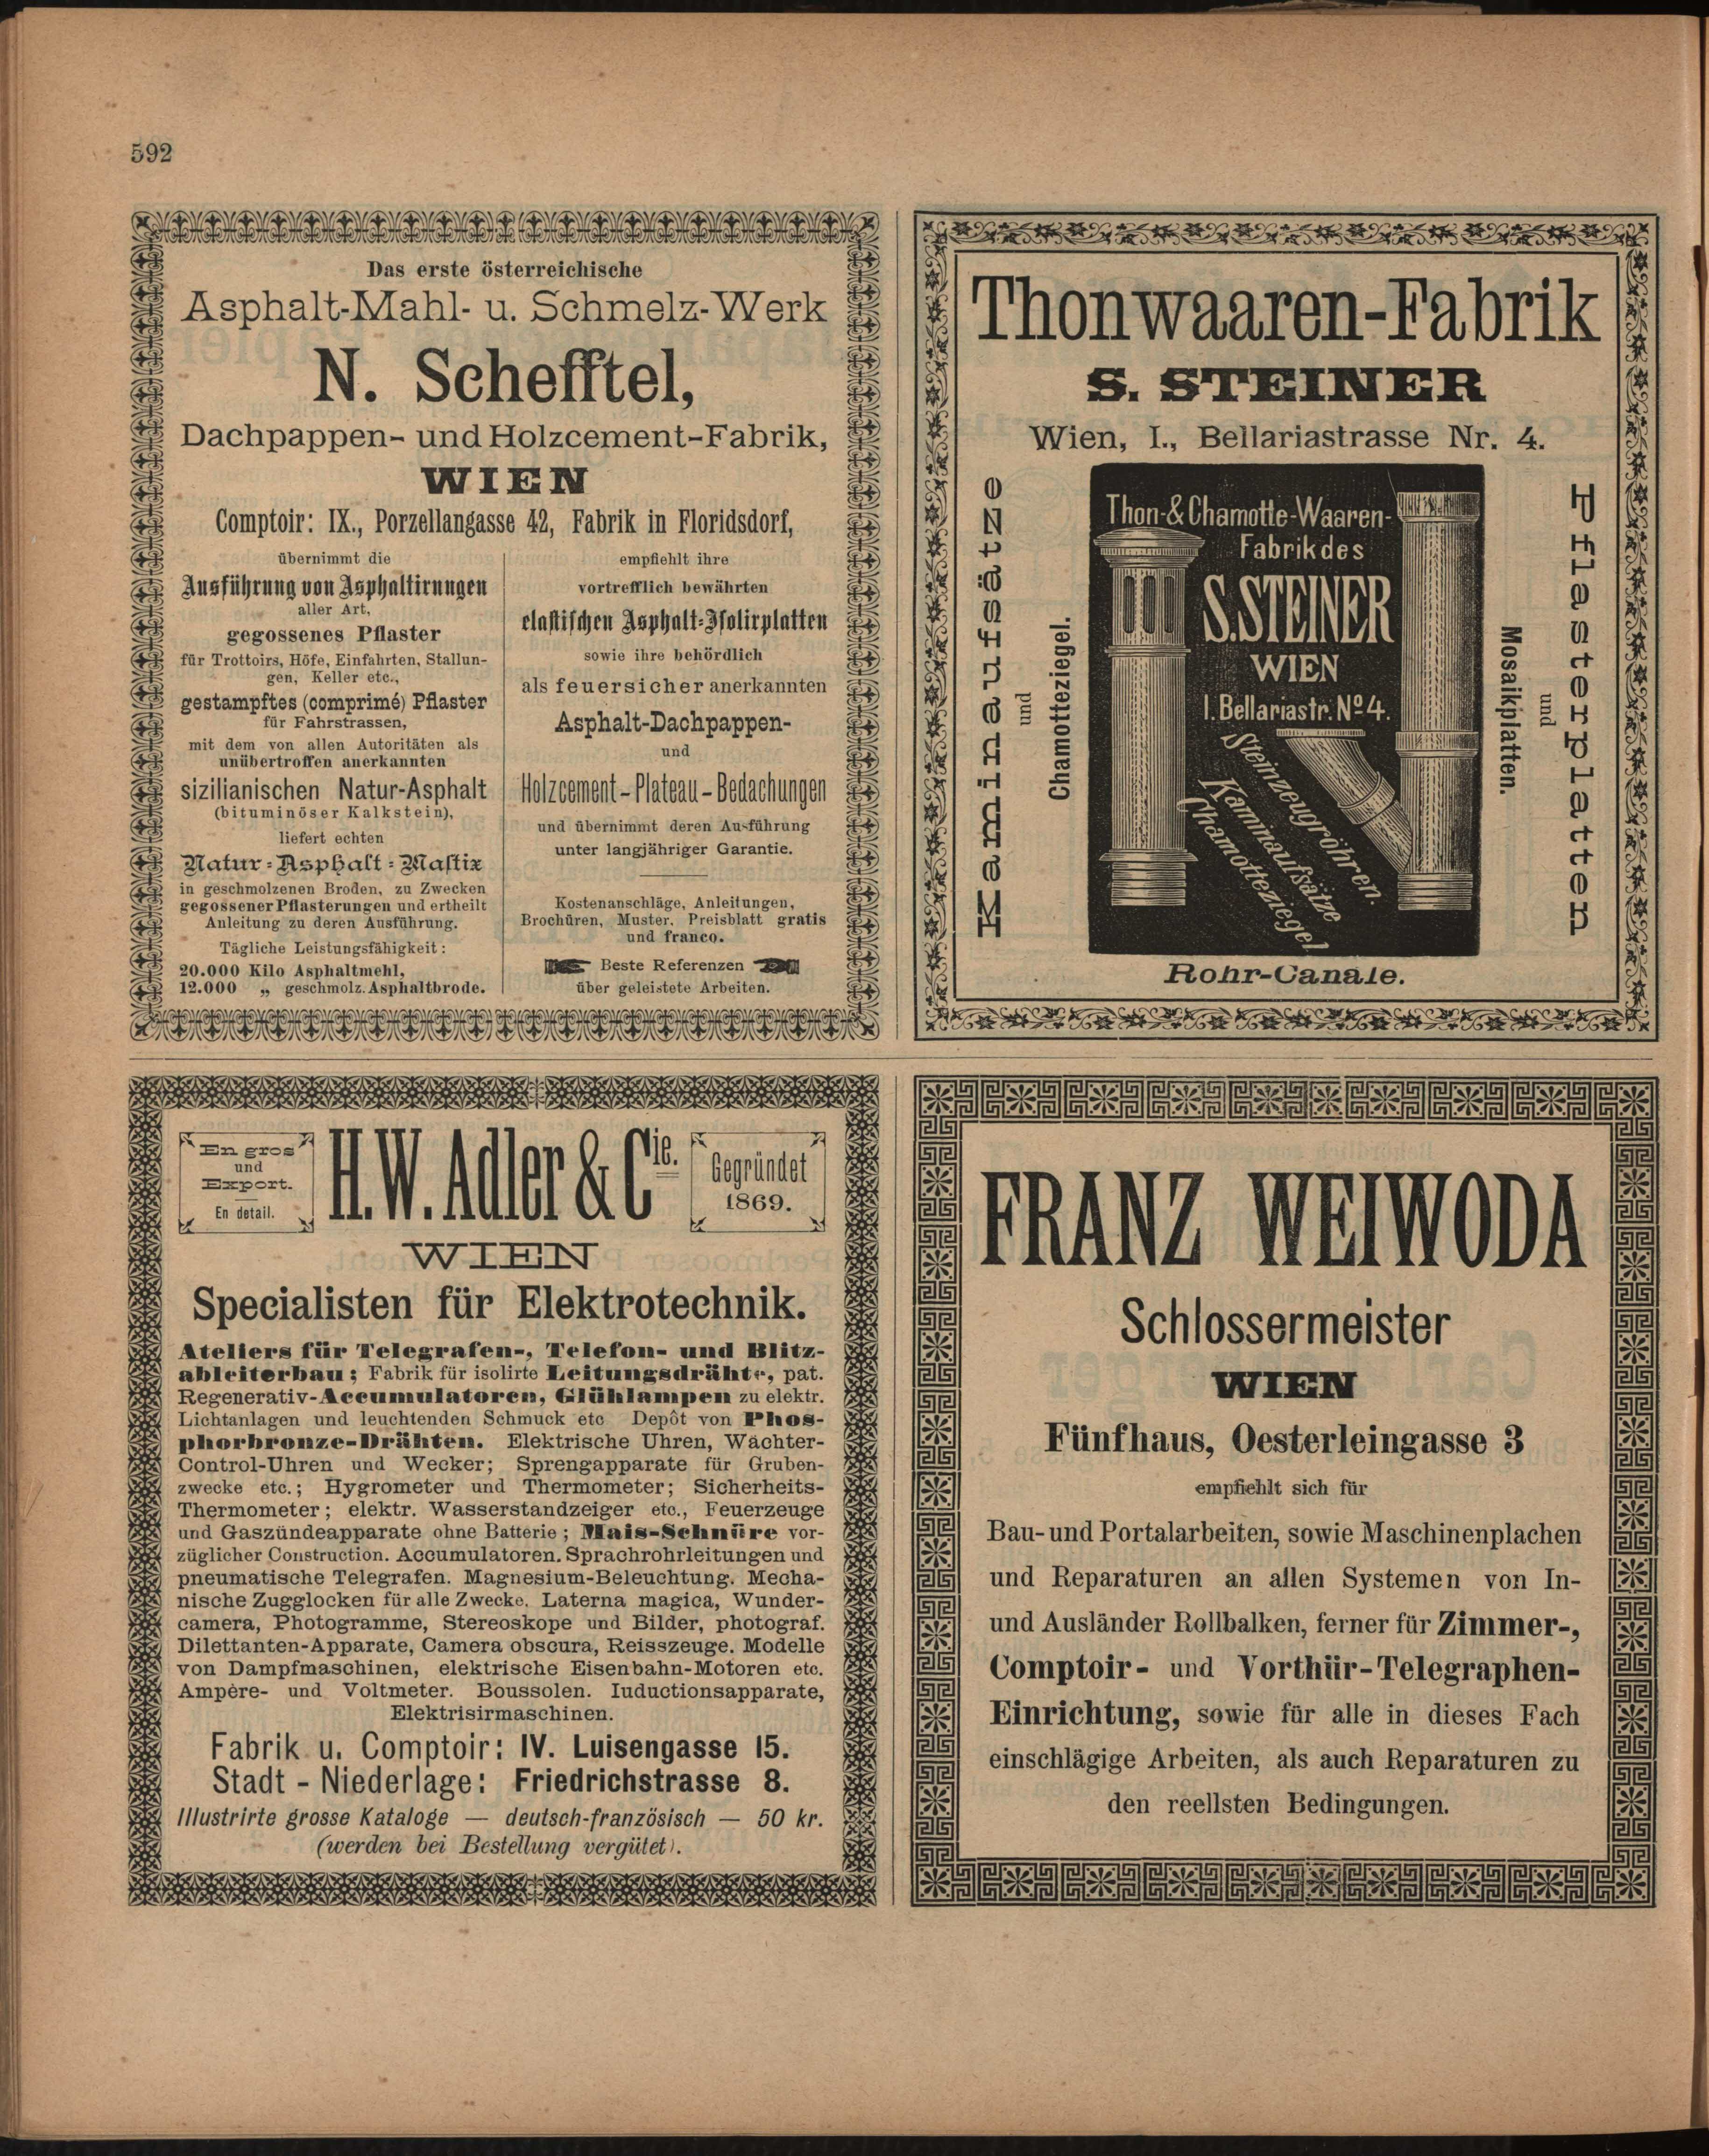 592
Das erste österreichische
Asphalt-Mahl- u. Schmelz-Werk
N. Schefftel,
Dachpappen- und Holzcement-Fabrik,
WIEN
Comptoir: IX., Porzellangasse 42, Fabrik in Floridsdorf,
übernimmt die
Ausführung von Asphaltirungen
aller Art,
gegossenes Pflaster
für Trottoirs, Höfe, Einfahrten, Stallun-
gen, Keller etc.,
gestampftes (comprimé) Pflaster
für Fahrstrassen,
mit dem von allen Autoritäten als
unübertroffen anerkannten
sizilianischen Natur-Asphalt
(bituminöser Kalkstein),
liefert echten
Natur-Asphalt-Mastix
in geschmolzenen Broden, zu Zwecken
gegossener Pflasterungen und ertheilt
Anleitung zu deren Ausführung.
Tägliche Leistungsfähigkeit:
20.000 Kilo Asphaltmehl,
12.000 „ geschmolz. Asphaltbrode.
empfiehlt ihre
vortrefflich bewährten
elastischen Asphalt-Isolirplatten
sowie ihre behördlich
als feuersicher anerkannten
Asphalt-Dachpappen-
und
Holzcement-Plateau-Bedachungen
und übernimmt deren Ausführung
unter langjähriger Garantie.
Kostenanschläge, Anleitungen,
Brochüren, Muster, Preisblatt gratis
und franco.
Beste Referenzen
über geleistete Arbeiten.
Thonwaaren-Fabrik
S. STEINER
Wien, I., Bellariastrasse Nr. 4.
Kaminaufsätze
und
Chamotteziegel.
Thon-& Chamotte-Waaren-
Fabrik des
S. STEINER
WIEN
I. Bellariastr. No 4.
Steinzeugröhren.
Kaminaufsätze
Chamotteziegel
Mosaikplatten.
und
Pflasterplatten
Rohr-Canäle.
En gros
und
Export.
En detail.
H. W. Adler & Cie.
Gegründet
1869.
WIEN
Specialisten für Elektrotechnik.
Ateliers für Telegrafen-, Telefon- und Blitz-
ableiterbau; Fabrik für isolirte Leitungsdrähte, pat.
Regenerativ-Accumulatoren, Glühlampen zu elektr.
Lichtanlagen und leuchtenden Schmuck etc Depôt von Phos-
phorbronze-Drähten. Elektrische Uhren, Wächter-
Control-Uhren und Wecker; Sprengapparate für Gruben-
zwecke etc.; Hygrometer und Thermometer; Sicherheits-
Thermometer; elektr. Wasserstandzeiger etc., Feuerzeuge
und Gaszündeapparate ohne Batterie; Mais-Schnüre vor-
züglicher Construction. Accumulatoren. Sprachrohrleitungen und
pneumatische Telegrafen. Magnesium-Beleuchtung. Mecha-
nische Zugglocken für alle Zwecke. Laterna magica, Wunder-
camera, Photogramme, Stereoskope und Bilder, photograf.
Dilettanten-Apparate, Camera obscura, Reisszeuge. Modelle
von Dampfmaschinen, elektrische Eisenbahn-Motoren etc.
Ampère- und Voltmeter. Boussolen. Iuductionsapparate,
Elektrisirmaschinen.
Fabrik u. Comptoir: IV. Luisengasse 15.
Stadt-Niederlage: Friedrichstrasse 8.
Illustrirte grosse Kataloge — deutsch-französisch — 50 kr.
(werden bei Bestellung vergütet).
FRANZ WEIWODA
Schlossermeister
WIEN
Fünfhaus, Oesterleingasse 3
empfiehlt sich für
Bau- und Portalarbeiten, sowie Maschinenplachen
und Reparaturen an allen Systemen von In-
und Ausländer Rollbalken, ferner für Zimmer-,
Comptoir- und Vorthür-Telegraphen-
Einrichtung, sowie für alle in dieses Fach
einschlägige Arbeiten, als auch Reparaturen zu
den reellsten Bedingungen.